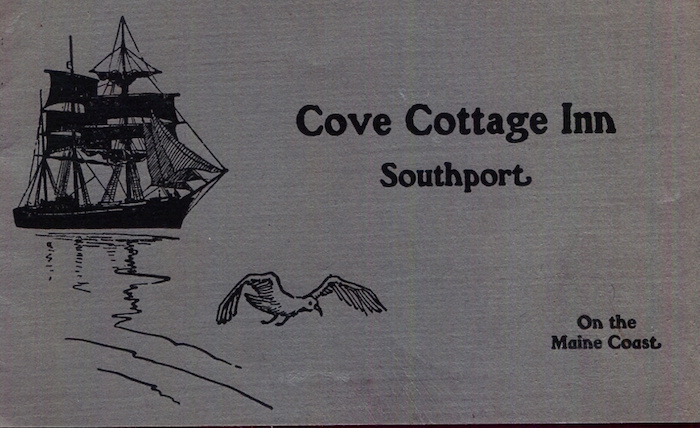 Cove Cottage Inn
Southport
On the
Maine Coast